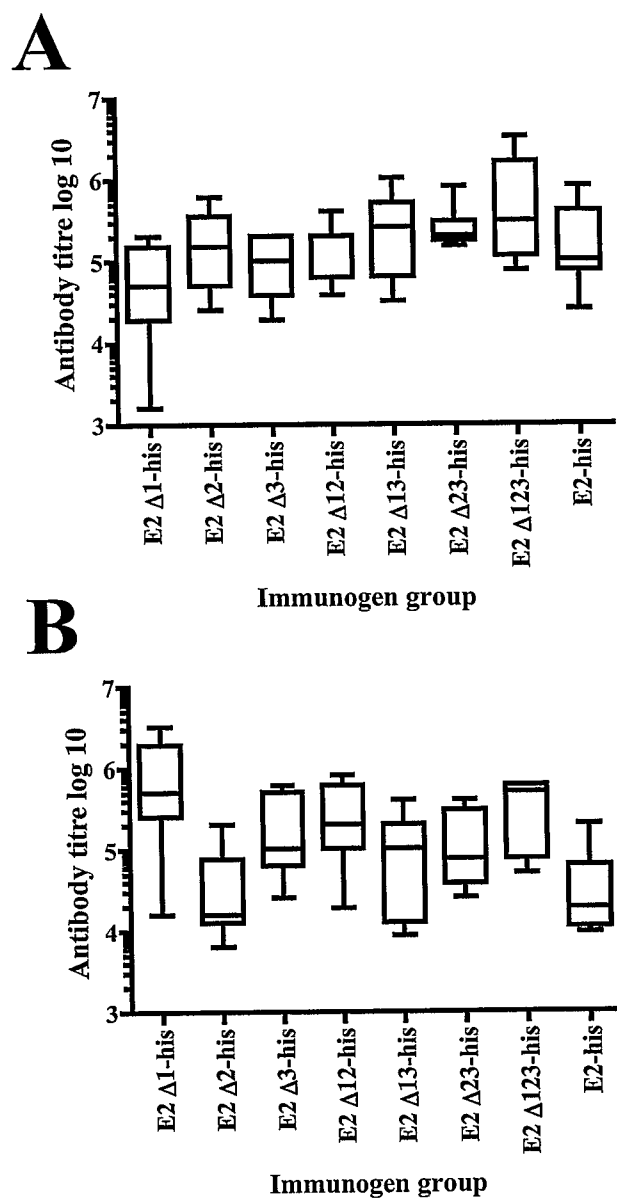 A
7
6
5
4
3
Antibody titre log 10
E2 Δ1-his
E2 Δ2-his
E2 Δ3-his
E2 Δ12-his
E2 Δ13-his
E2 Δ23-his
E2 Δ123-his
E2-his
Immunogen group
B
7
6
5
4
3
Antibody titre log 10
E2 Δ1-his
E2 Δ2-his
E2 Δ3-his
E2 Δ12-his
E2 Δ13-his
E2 Δ23-his
E2 Δ123-his
E2-his
Immunogen group